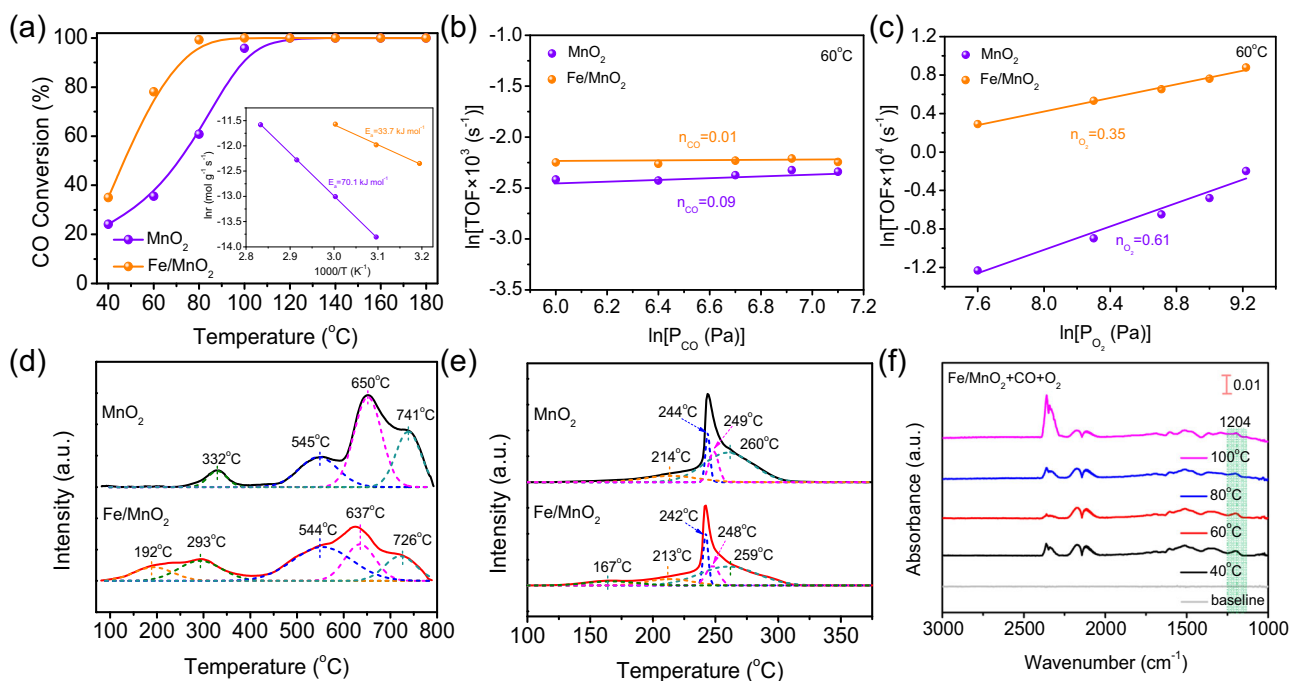 (a)
CO Conversion (%)
100
80
60
40
20
0
40 60 80 100 120 140 160 180
Temperature (°C)
MnO₂
Fe/MnO₂
lnr (mol g⁻¹ s⁻¹)
-11.5
-12.0
-12.5
-13.0
-13.5
-14.0
2.8 2.9 3.0 3.1 3.2
1000/T (K⁻¹)
Eₐ=33.7 kJ mol⁻¹
Eₐ=70.1 kJ mol⁻¹
(b)
ln[TOF×10³ (s⁻¹)]
-1.0
-1.5
-2.0
-2.5
-3.0
-3.5
6.0 6.2 6.4 6.6 6.8 7.0 7.2
ln[P_CO (Pa)]
MnO₂
Fe/MnO₂
60°C
n_CO=0.01
n_CO=0.09
(c)
ln[TOF×10⁴ (s⁻¹)]
1.2
0.8
0.4
0.0
-0.4
-0.8
-1.2
7.6 8.0 8.4 8.8 9.2
ln[P_O₂ (Pa)]
60°C
MnO₂
Fe/MnO₂
n_O₂=0.35
n_O₂=0.61
(d)
Intensity (a.u.)
MnO₂
332°C
545°C
650°C
741°C
Fe/MnO₂
192°C
293°C
544°C
637°C
726°C
100 200 300 400 500 600 700 800
Temperature (°C)
(e)
Intensity (a.u.)
MnO₂
214°C
244°C
249°C
260°C
Fe/MnO₂
167°C
213°C
242°C
248°C
259°C
100 150 200 250 300 350
Temperature (°C)
(f)
Absorbance (a.u.)
Fe/MnO₂+CO+O₂
0.01
1204
100°C
80°C
60°C
40°C
baseline
3000 2500 2000 1500 1000
Wavenumber (cm⁻¹)